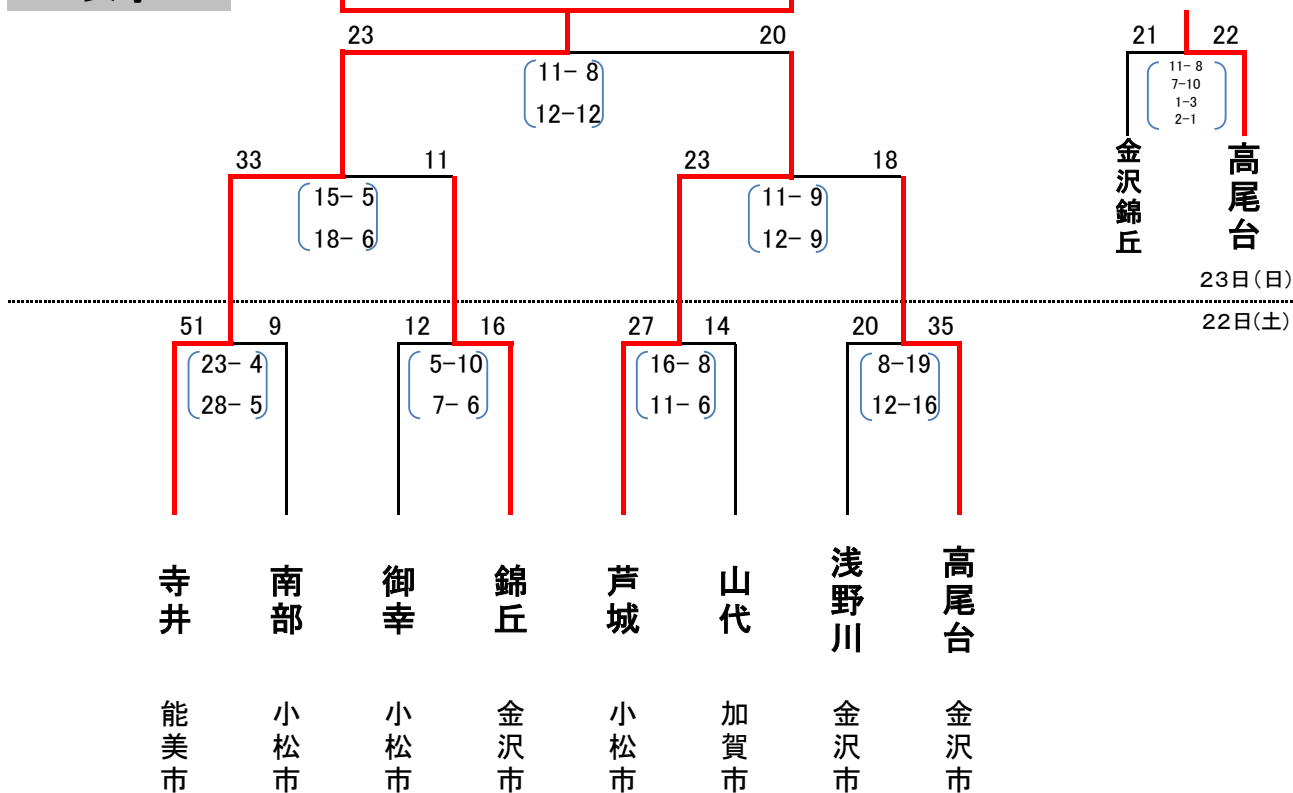 23 20
11- 8
12-12
21 22
11- 8
7-10
1-3
2-1
金沢錦丘
高尾台
33 11
15- 5
18- 6
23 18
11- 9
12- 9
23日(日)
22日(土)
51 9
23- 4
28- 5
12 16
5-10
7- 6
27 14
16- 8
11- 6
20 35
8-19
12-16
寺井
南部
御幸
錦丘
芦城
山代
浅野川
高尾台
能美市
小松市
小松市
金沢市
小松市
加賀市
金沢市
金沢市